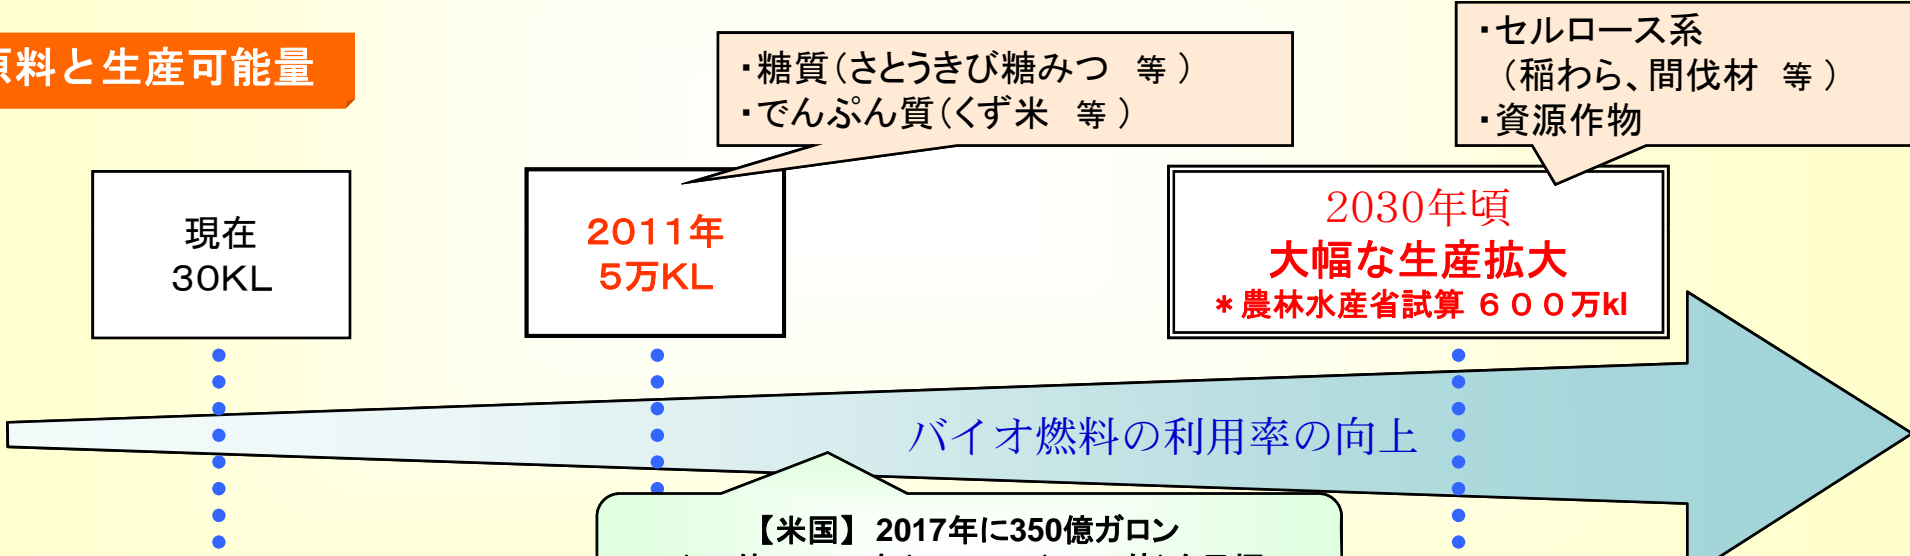 原料と生産可能量
・糖質（さとうきび糖みつ　等）
・でんぷん質（くず米　等）
・セルロース系
（稲わら、間伐材　等）
・資源作物
現在
30KL
2011年
5万KL
2030年頃
大幅な生産拡大
＊農林水産省試算 600万kl
バイオ燃料の利用率の向上
【米国】 2017年に350億ガロン